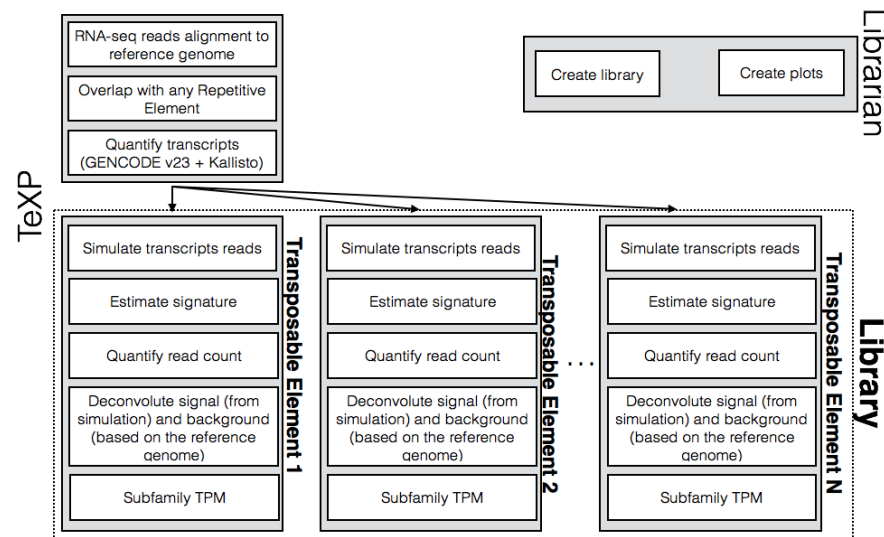 RNA-seq reads alignment to
reference genome
Overlap with any Repetitive
Element
Quantify transcripts
(GENCODE v23 + Kallisto)
TeXP
Create library
Create plots
Librarian
Simulate transcripts reads
Estimate signature
Quantify read count
Deconvolute signal (from
simulation) and background
(based on the reference
genome)
Subfamily TPM
Transposable Element 1
Simulate transcripts reads
Estimate signature
Quantify read count
Deconvolute signal (from
simulation) and background
(based on the reference
genome)
Subfamily TPM
Transposable Element 2
. . .
Simulate transcripts reads
Estimate signature
Quantify read count
Deconvolute signal (from
simulation) and background
(based on the reference
genome)
Subfamily TPM
Transposable Element N
Library